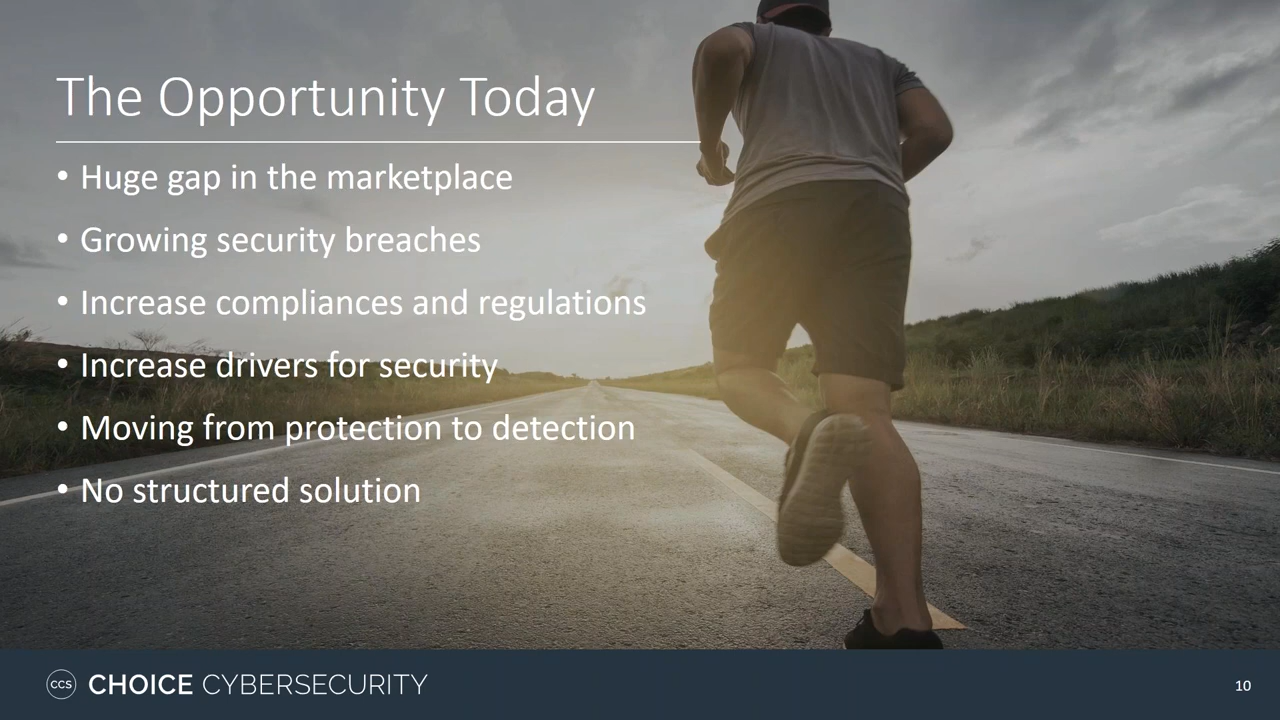 The Opportunity Today
• Huge gap in the marketplace
• Growing security breaches
• Increase compliances and regulations
• Increase drivers for security
• Moving from protection to detection
• No structured solution
CCS CHOICE CYBERSECURITY
10